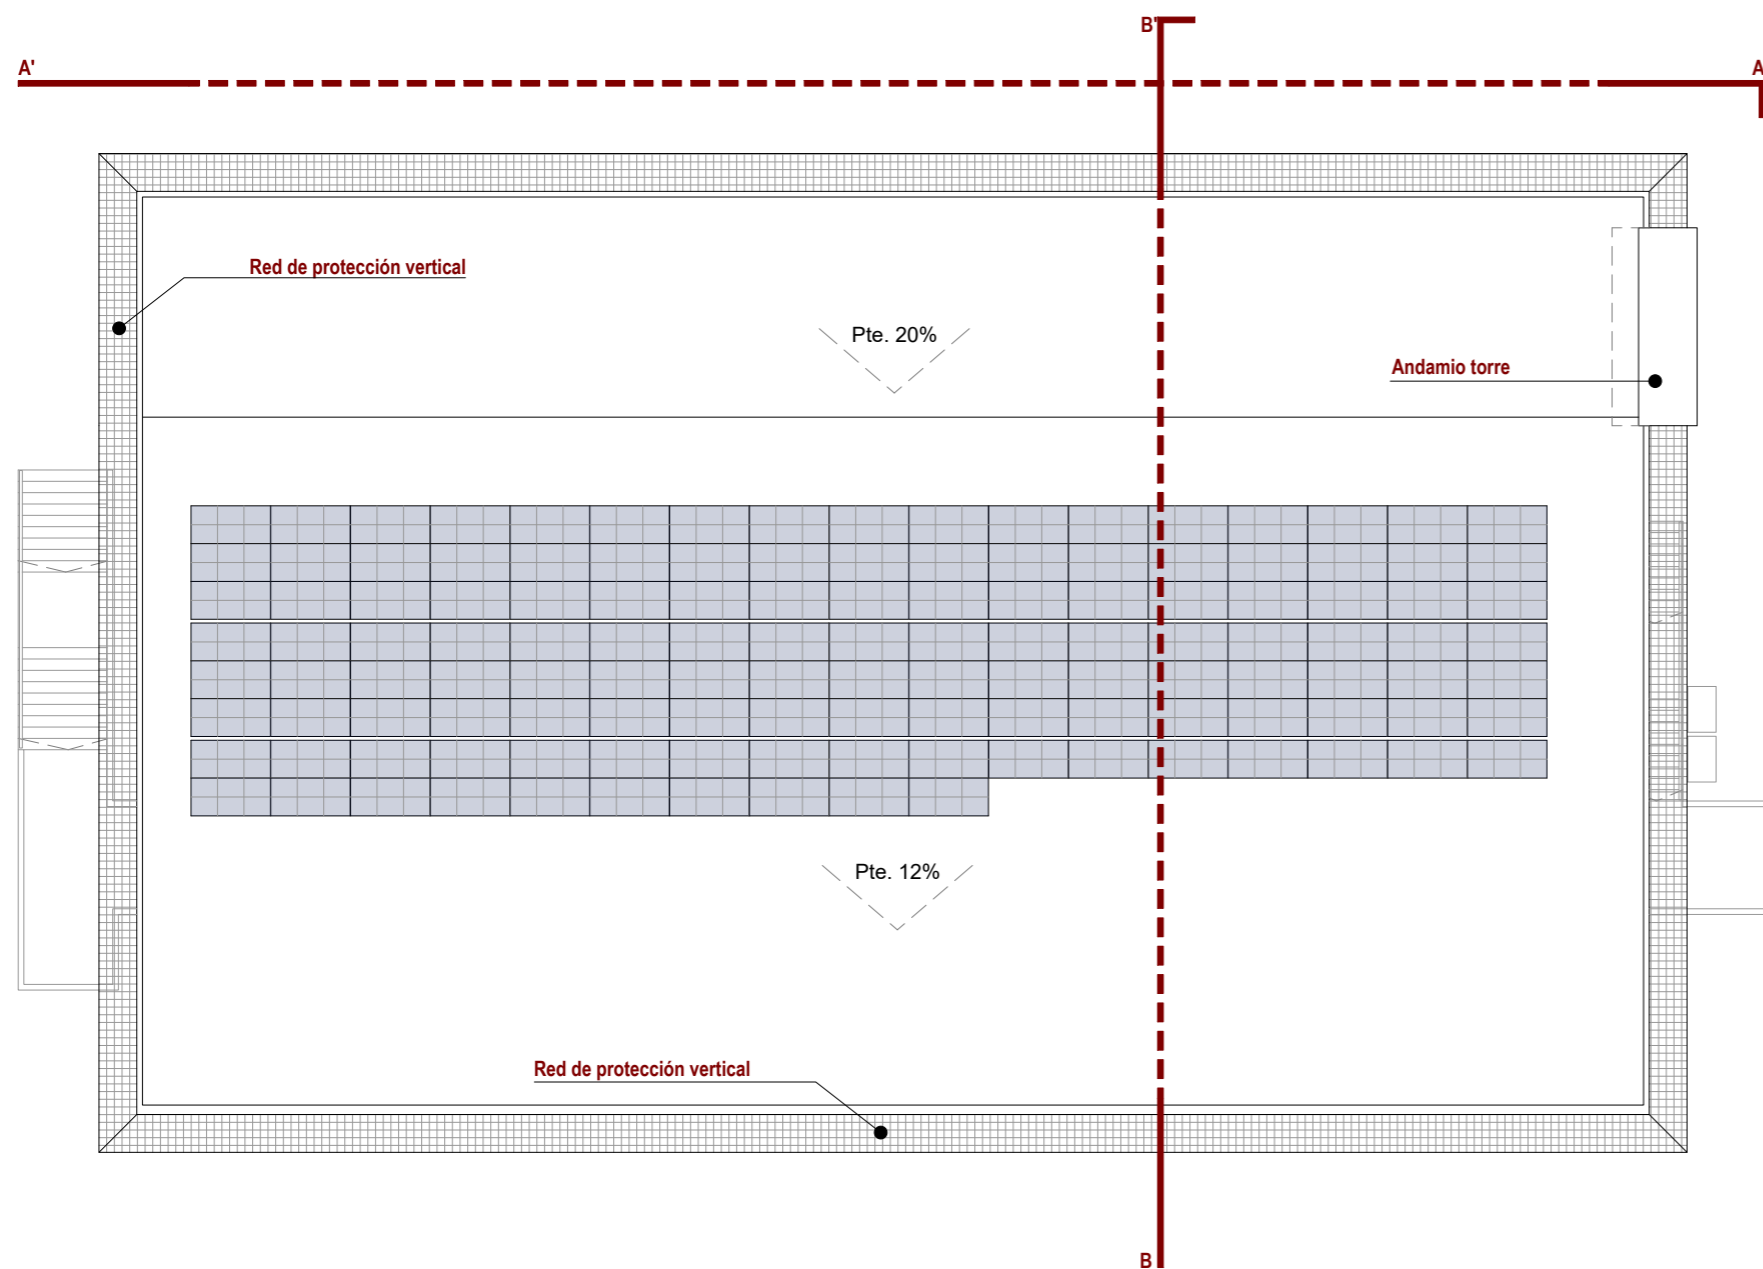 B'
A'
A
Red de protección vertical
Pte. 20%
Andamio torre
Pte. 12%
Red de protección vertical
B